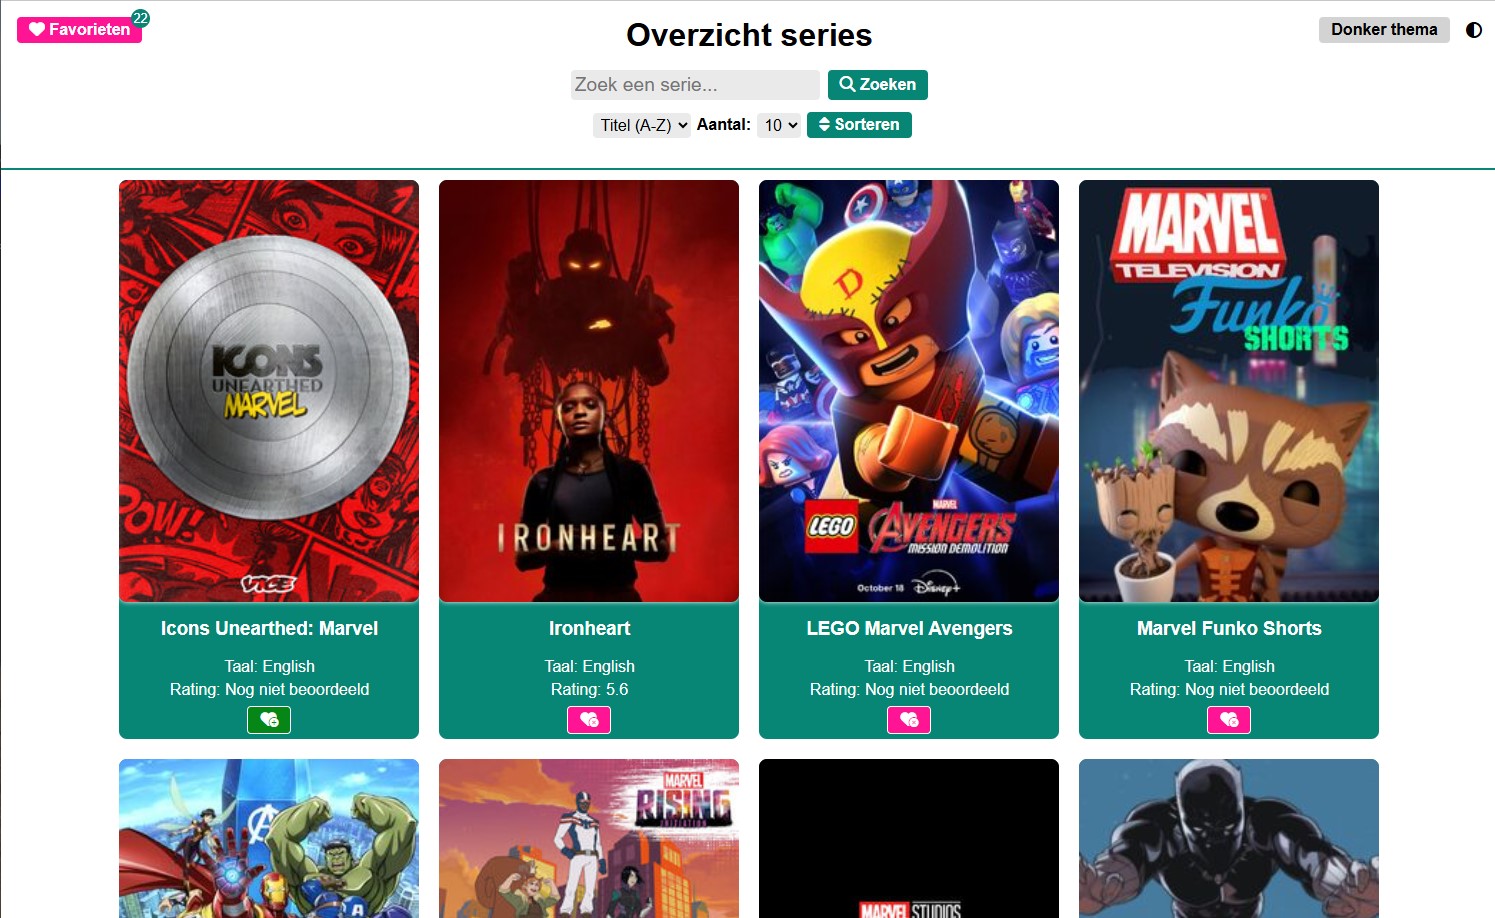 Favorieten
22
Overzicht series
Donker thema
Zoek een serie...
Zoeken
Titel (A-Z)
Aantal:
10
Sorteren
ICONS
UNEARTHED
MARVEL
POW!
VICE
IRONHEART
D
MARVEL
LEGO
AVENGERS
MISSION DEMOLITION
October 18
Disney+
MARVEL
TELEVISION
Funko
SHORTS
Icons Unearthed: Marvel
Taal: English
Rating: Nog niet beoordeeld
Ironheart
Taal: English
Rating: 5.6
LEGO Marvel Avengers
Taal: English
Rating: Nog niet beoordeeld
Marvel Funko Shorts
Taal: English
Rating: Nog niet beoordeeld
A
A
MARVEL
RISING
INITIATION
MARVEL STUDIOS